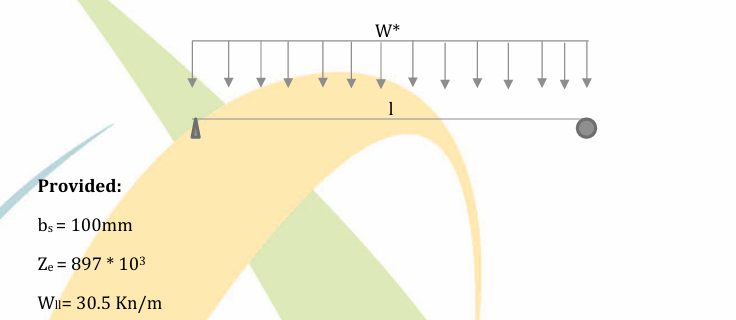 W*
l
Provided:
bs = 100mm
Ze = 897 * 10³
Wll= 30.5 Kn/m